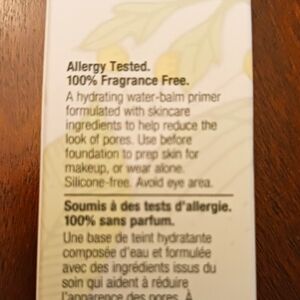 Allergy Tested.
100% Fragrance Free.
A hydrating water-balm primer
formulated with skincare
ingredients to help reduce the
look of pores. Use before
foundation to prep skin for
makeup, or wear alone.
Silicone-free. Avoid eye area.
Soumis à des tests d'allergie.
100% sans parfum.
Une base de teint hydratante
composée d'eau et formulée
avec des ingrédients issus du
soin qui aident à réduire
l'apparence des pores. À